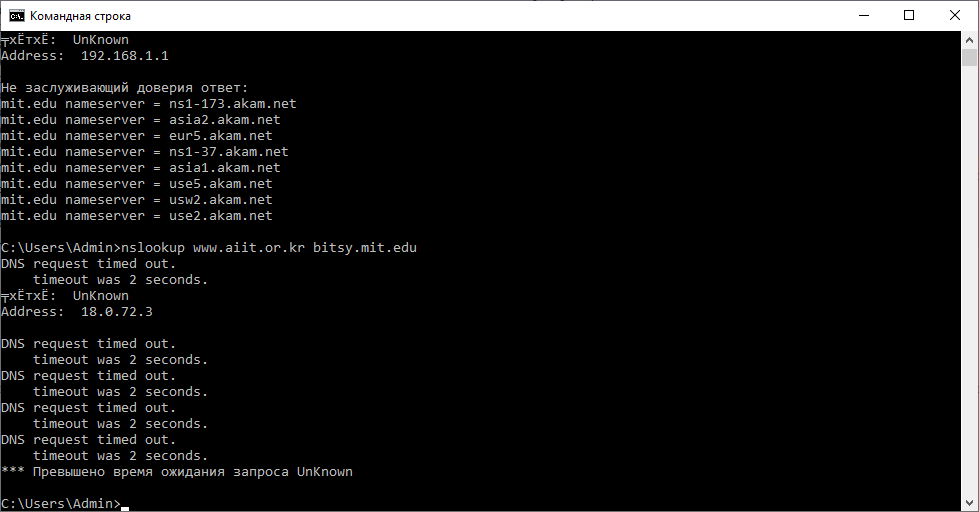 Командная строка
╤хЁтхЁ:  UnKnown
Address:  192.168.1.1
Не заслуживающий доверия ответ:
mit.edu nameserver = ns1-173.akam.net
mit.edu nameserver = asia2.akam.net
mit.edu nameserver = eur5.akam.net
mit.edu nameserver = ns1-37.akam.net
mit.edu nameserver = asia1.akam.net
mit.edu nameserver = use5.akam.net
mit.edu nameserver = usw2.akam.net
mit.edu nameserver = use2.akam.net
C:\Users\Admin>nslookup www.aiit.or.kr bitsy.mit.edu
DNS request timed out.
    timeout was 2 seconds.
╤хЁтхЁ:  UnKnown
Address:  18.0.72.3
DNS request timed out.
    timeout was 2 seconds.
DNS request timed out.
    timeout was 2 seconds.
DNS request timed out.
    timeout was 2 seconds.
DNS request timed out.
    timeout was 2 seconds.
*** Превышено время ожидания запроса UnKnown
C:\Users\Admin>